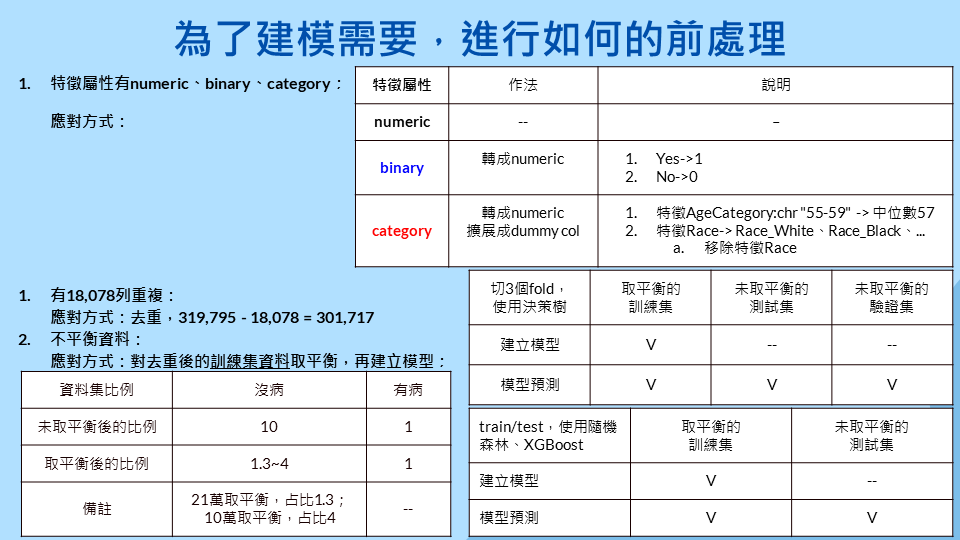 為了建模需要，進行如何的前處理
1. 特徵屬性有numeric、binary、category：
應對方式：
特徵屬性 作法 說明
numeric -- –
binary 轉成numeric 1. Yes->1
2. No->0
category 轉成numeric 1. 特徵AgeCategory:chr "55-59" -> 中位數57
擴展成dummy col 2. 特徵Race-> Race_White、Race_Black、...
a. 移除特徵Race
1. 有18,078列重複：
應對方式：去重，319,795 - 18,078 = 301,717
2. 不平衡資料：
應對方式：對去重後的訓練集資料取平衡，再建立模型：
資料集比例 沒病 有病
未取平衡後的比例 10 1
取平衡後的比例 1.3~4 1
備註 21萬取平衡，占比1.3； --
10萬取平衡，占比4
切3個fold， 取平衡的 未取平衡的 未取平衡的
使用決策樹 訓練集 測試集 驗證集
建立模型 V -- --
模型預測 V V V
train/test，使用隨機 取平衡的 未取平衡的
森林、XGBoost 訓練集 測試集
建立模型 V --
模型預測 V V